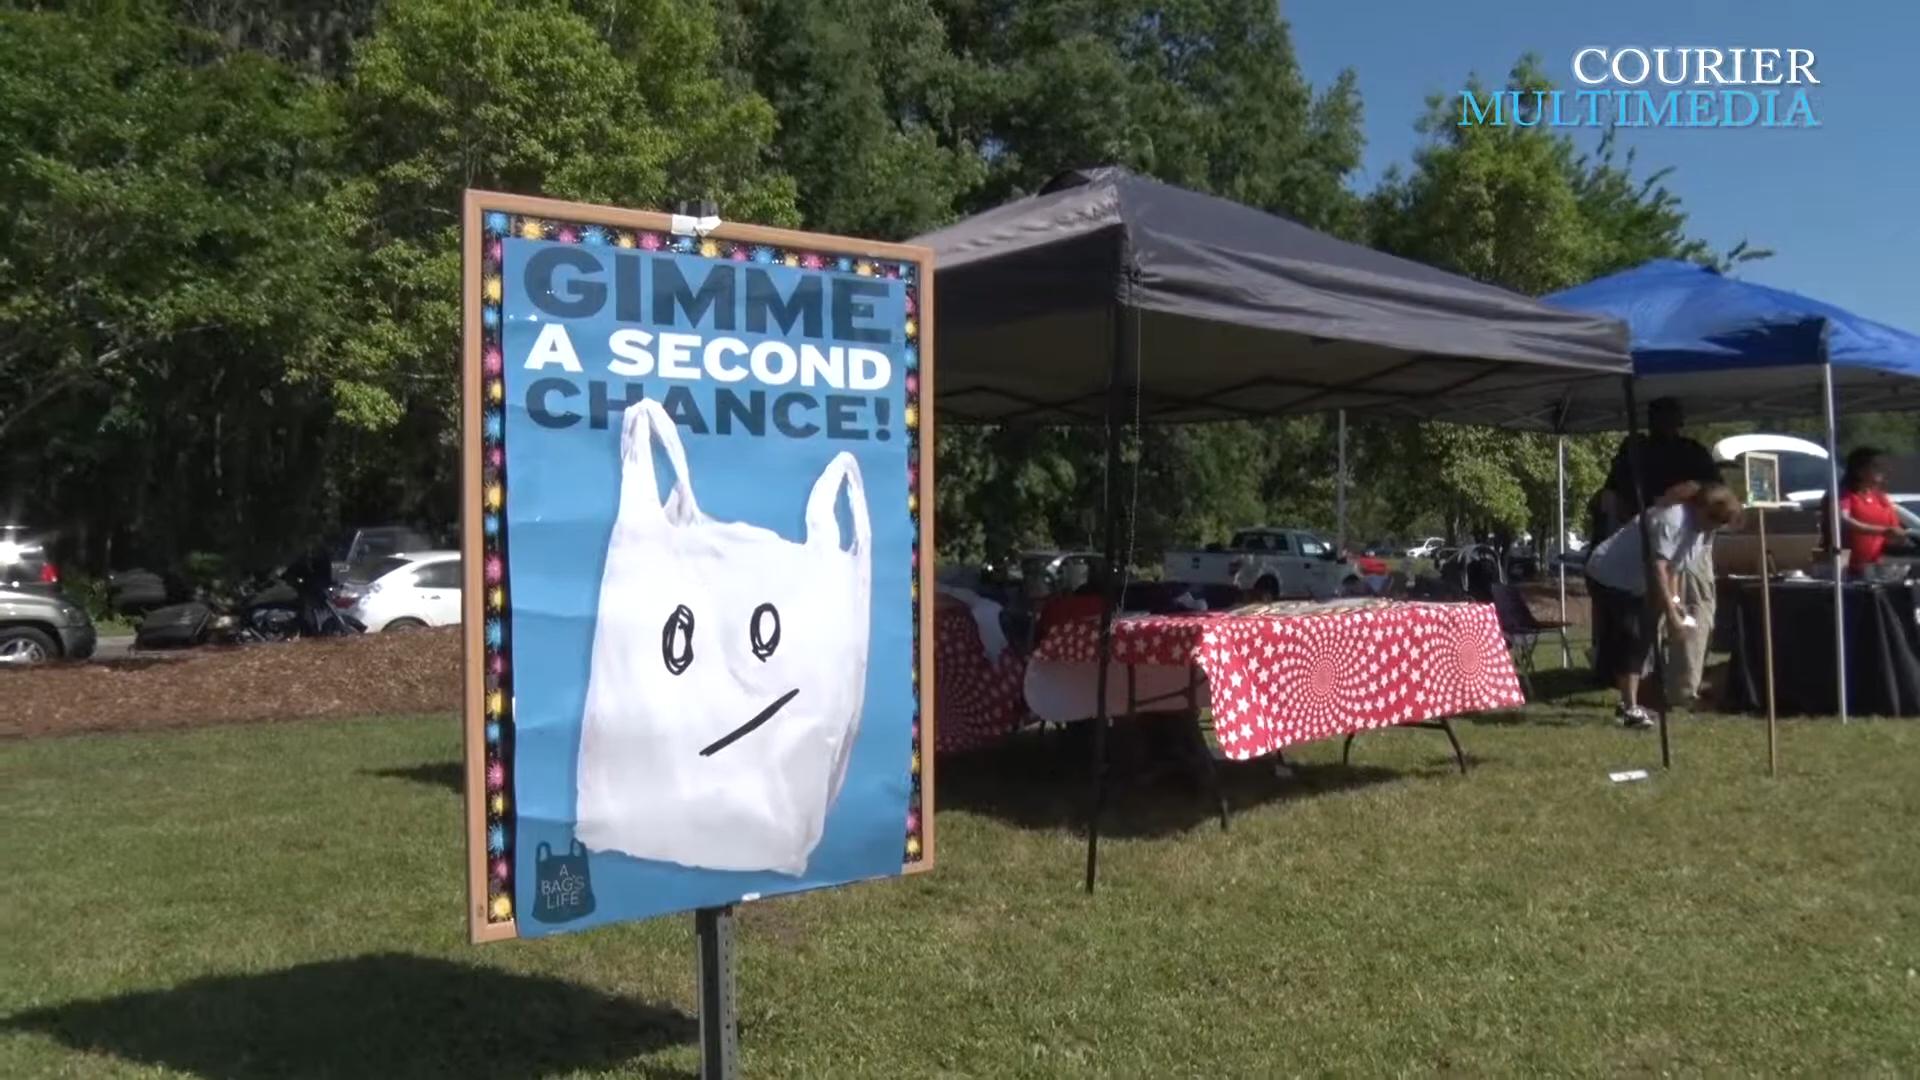 COURIER
MULTIMEDIA
GIMME
A SECOND
CHANCE!
A
BAG'S
LIFE